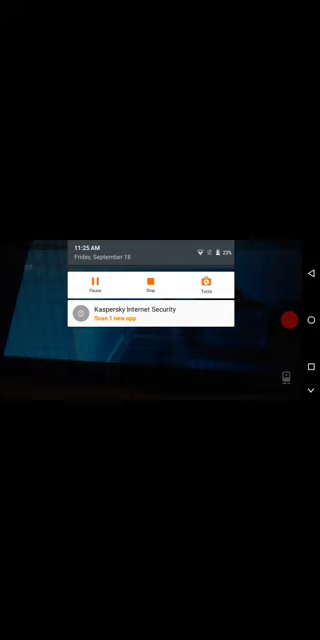 11:25 AM
Friday, September 18
23%
Pause
Stop
Tools
Kaspersky Internet Security
Scan 1 new app